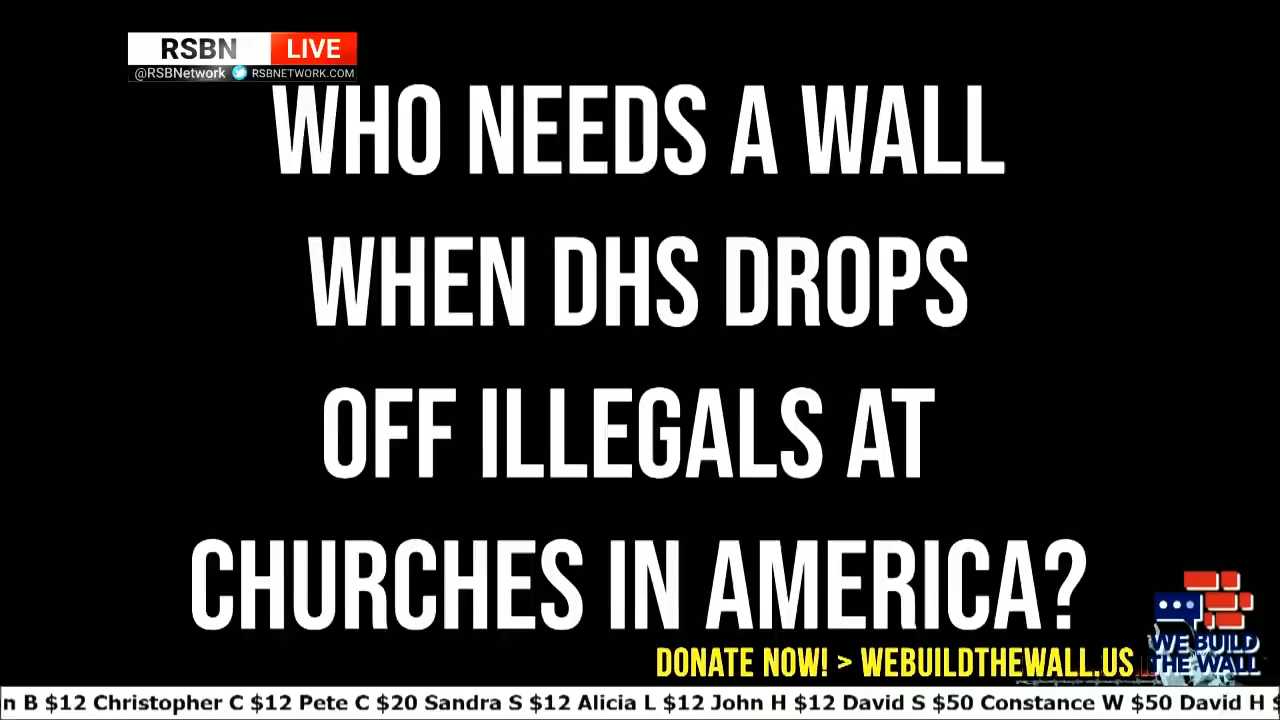 RSBN LIVE
@RSBNetwork RSBNETWORK.COM
WHO NEEDS A WALL
WHEN DHS DROPS
OFF ILLEGALS AT
CHURCHES IN AMERICA?
WE BUILD
THE WALL
DONATE NOW! > WEBUILDTHEWALL.US
n B $12 Christopher C $12 Pete C $20 Sandra S $12 Alicia L $12 John H $12 David S $50 Constance W $50 David H $